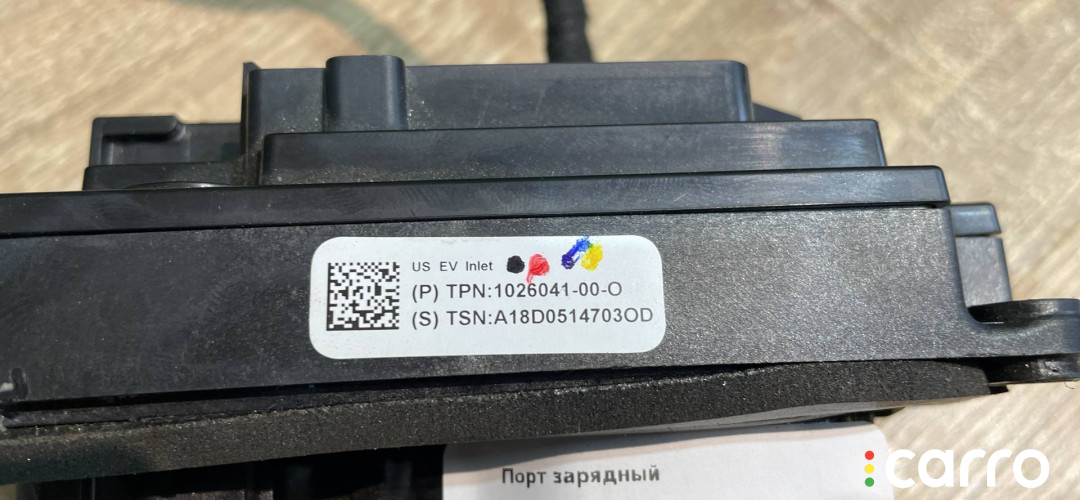 US EV Inlet
(P) TPN:1026041-00-O
(S) TSN:A18D0514703OD
Порт зарядный
carro